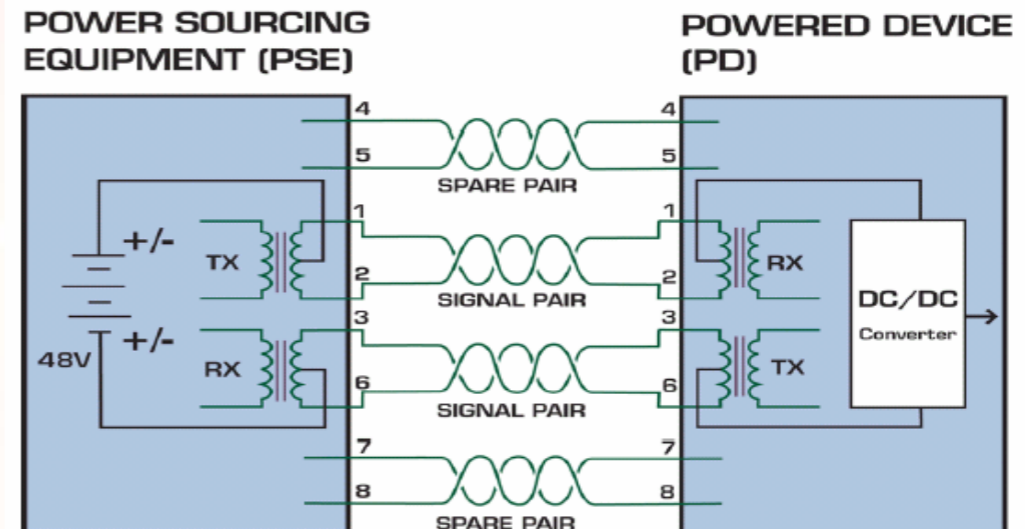 POWER SOURCING
EQUIPMENT (PSE)
POWERED DEVICE
(PD)
4
4
5
5
SPARE PAIR
1
1
+/-
TX
RX
2
2
SIGNAL PAIR
DC/DC
Converter
3
3
+/-
48V
RX
TX
6
6
SIGNAL PAIR
7
7
8
8
SPARE PAIR